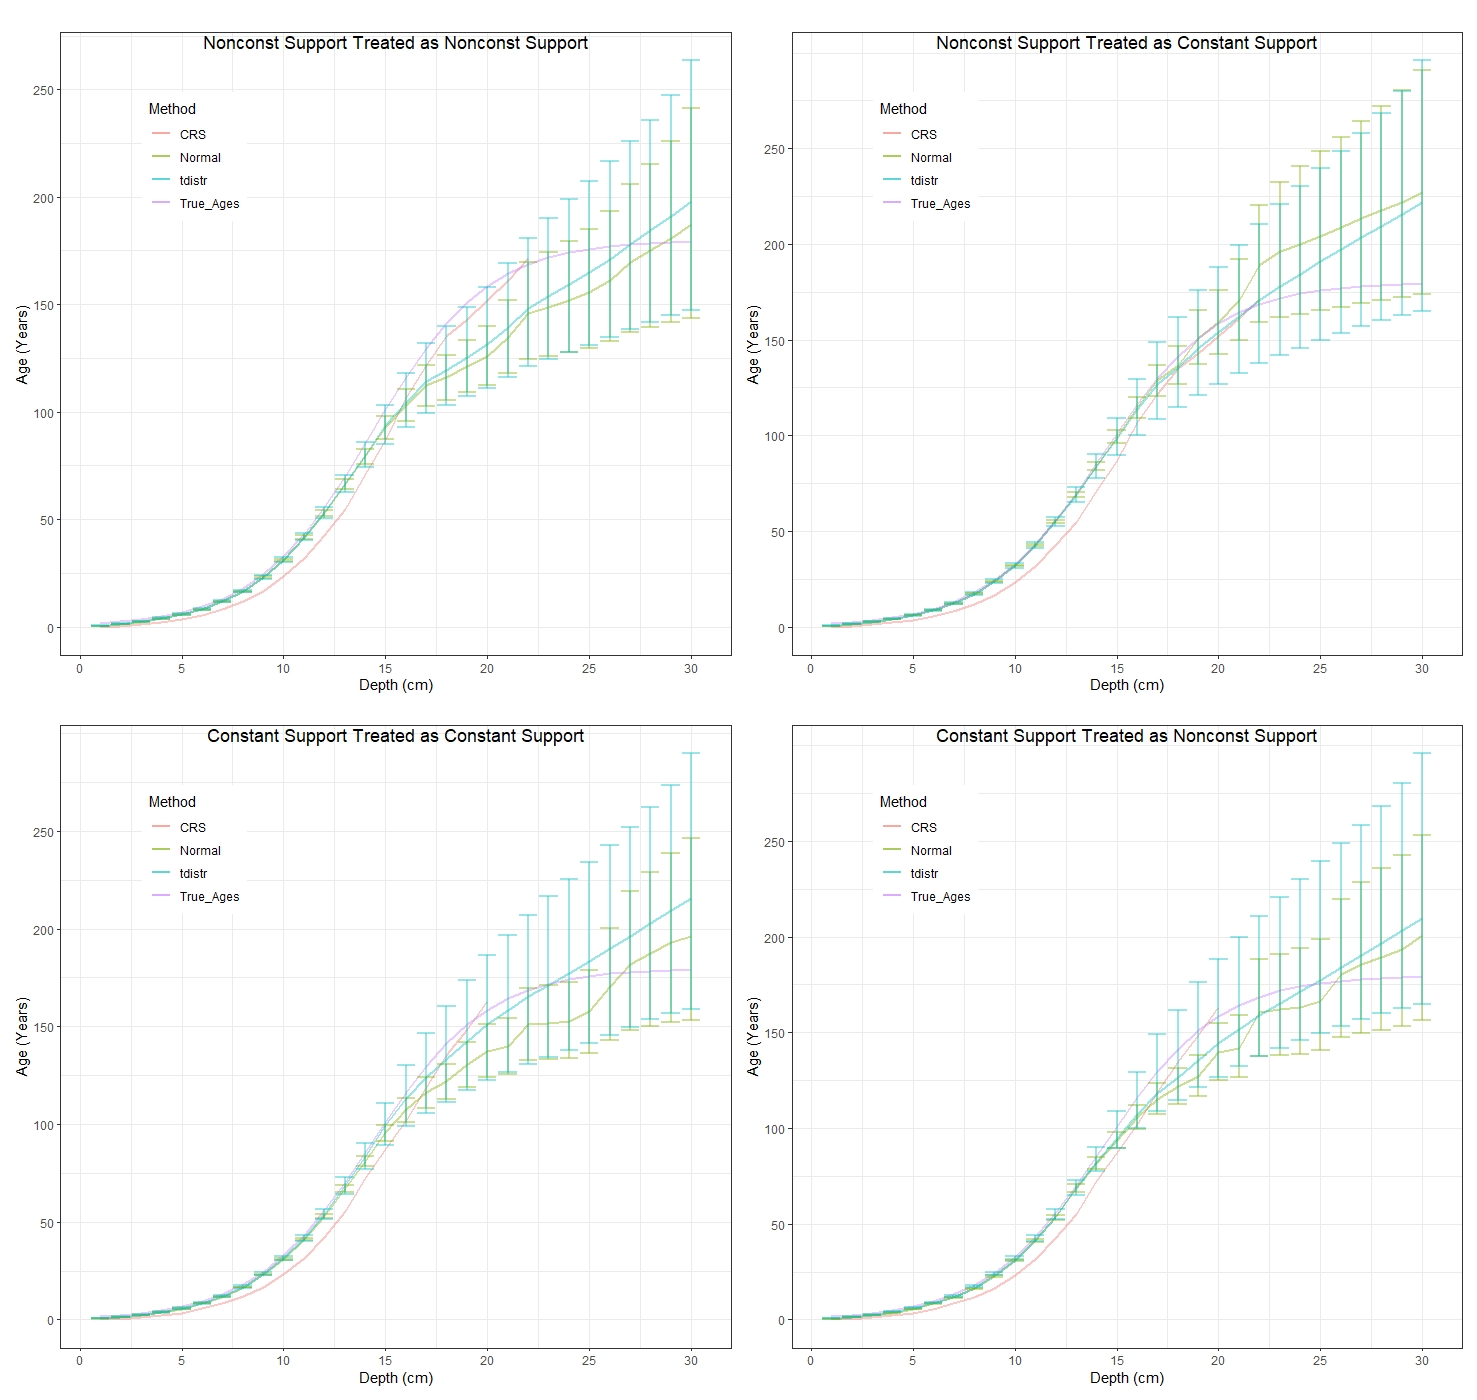 Nonconst Support Treated as Nonconst Support
Age (Years)
250
200
150
100
50
0
Method
CRS
Normal
tdistr
True_Ages
0 5 10 15 20 25 30
Depth (cm)
Nonconst Support Treated as Constant Support
Age (Years)
250
200
150
100
50
0
Method
CRS
Normal
tdistr
True_Ages
0 5 10 15 20 25 30
Depth (cm)
Constant Support Treated as Constant Support
Age (Years)
250
200
150
100
50
0
Method
CRS
Normal
tdistr
True_Ages
0 5 10 15 20 25 30
Depth (cm)
Constant Support Treated as Nonconst Support
Age (Years)
250
200
150
100
50
0
Method
CRS
Normal
tdistr
True_Ages
0 5 10 15 20 25 30
Depth (cm)